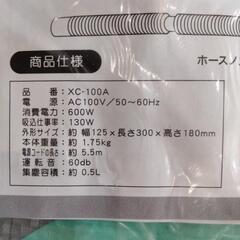 商品仕様
ホースノ
品番：XC-100A
電源：AC100V／50～60Hz
消費電力：600W
吸込仕事率：130W
外形サイズ：約 幅125×長さ300×高さ180mm
本体重量：約 1.75kg
電源コードの長さ：約 5.5m
運転音：60db
集塵容積：約 0.5L